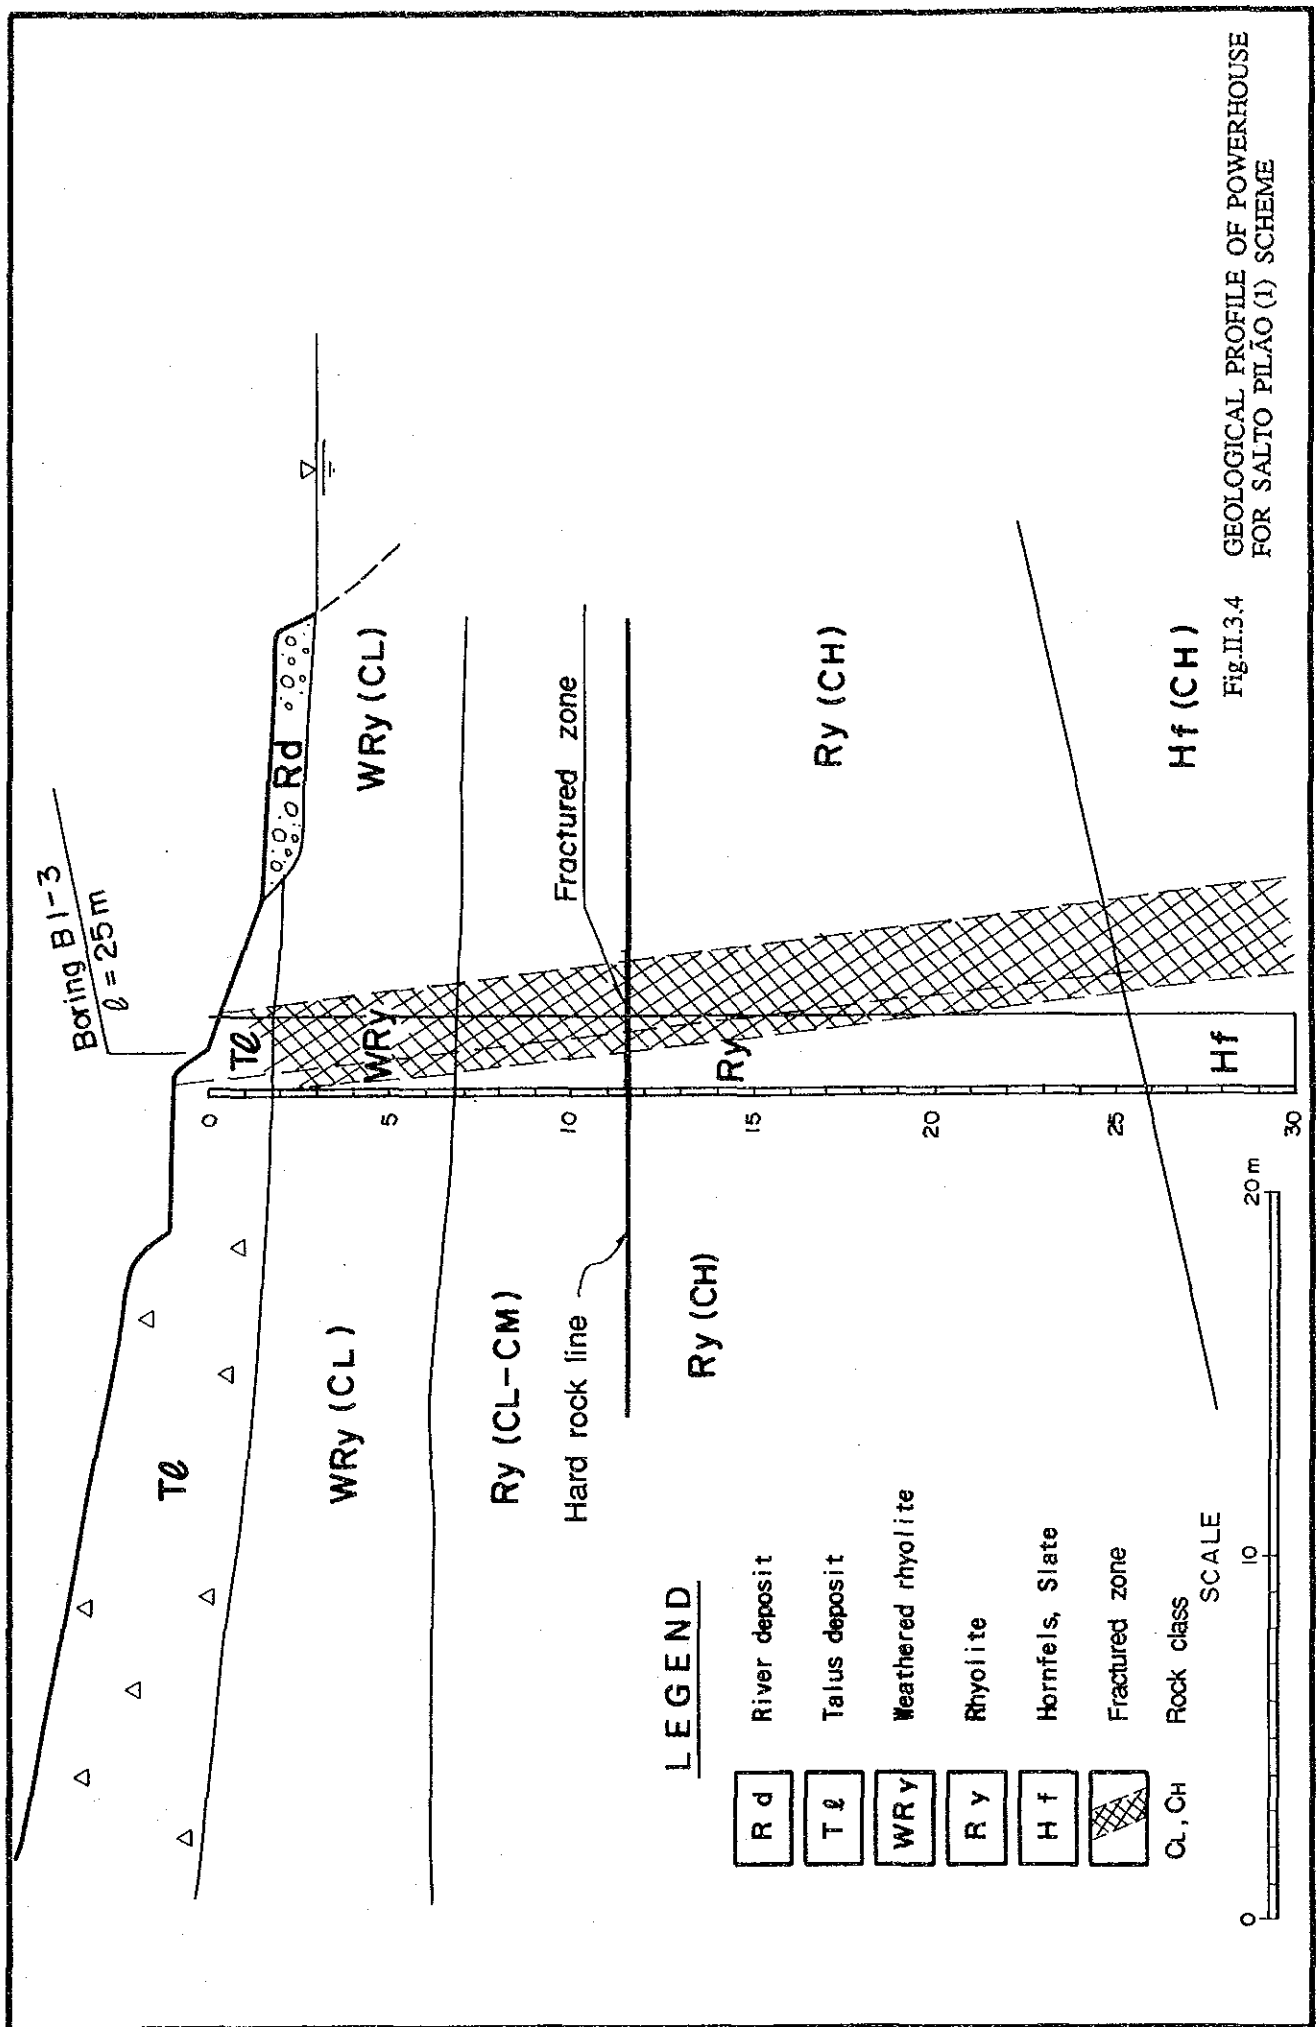 Boring B1-3
ℓ = 25m
Tℓ
Tℓ
Rd
WRy (CL)
WRy (CL)
WRy
Ry (CL-CM)
Fractured zone
Hard rock line
Ry (CH)
Ry
Ry (CH)
Hf
Hf (CH)
0
5
10
15
20
25
30
LEGEND
Rd River deposit
Tℓ Talus deposit
WRy Weathered rhyolite
Ry Rhyolite
Hf Hornfels, Slate
Fractured zone
CL, CH Rock class
SCALE
0 10 20 m
Fig.II.3.4 GEOLOGICAL PROFILE OF POWERHOUSE
FOR SALTO PILÃO (1) SCHEME